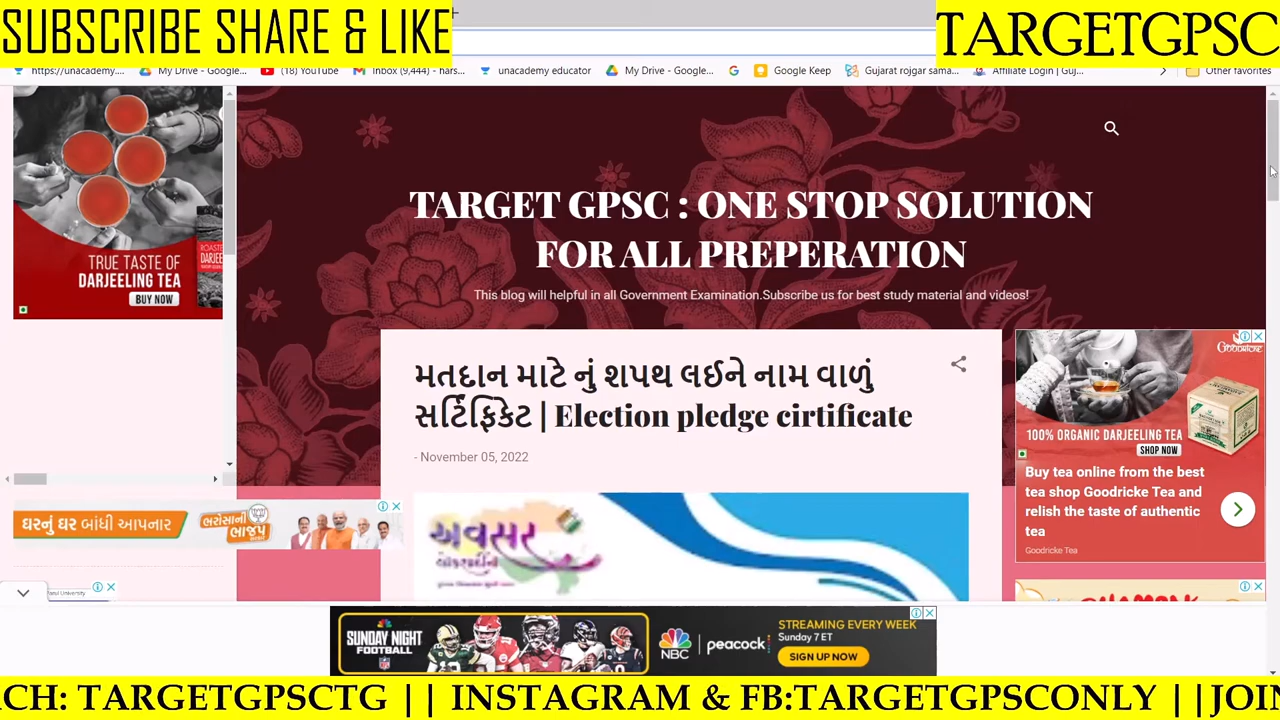 SUBSCRIBE SHARE & LIKE
TARGETGPSC
https://unacademy.... My Drive - Google... (18) YouTube Inbox (9,444) - hars... unacademy educator My Drive - Google... Google Keep Gujarat rojgar sama... Affiliate Login | Guj... Other favorites
TRUE TASTE OF
DARJEELING TEA
BUY NOW
TARGET GPSC : ONE STOP SOLUTION
FOR ALL PREPERATION
This blog will helpful in all Government Examination.Subscribe us for best study material and videos!
મતદાન માટે નું શપથ લઈને નામ વાળું
સર્ટિફિકેટ | Election pledge cirtificate
- November 05, 2022
અવસર
GOODRICKE
100% ORGANIC DARJEELING TEA
SHOP NOW
Buy tea online from the best
tea shop Goodricke Tea and
relish the taste of authentic
tea
Goodricke Tea
ઘરનું ઘર બાંધી આપનાર
ભરોસાની
ભાજપ
SUNDAY NIGHT
FOOTBALL
NBC peacock
STREAMING EVERY WEEK
Sunday 7 ET
SIGN UP NOW
CH: TARGETGPSCTG || INSTAGRAM & FB:TARGETGPSCONLY ||JOIN